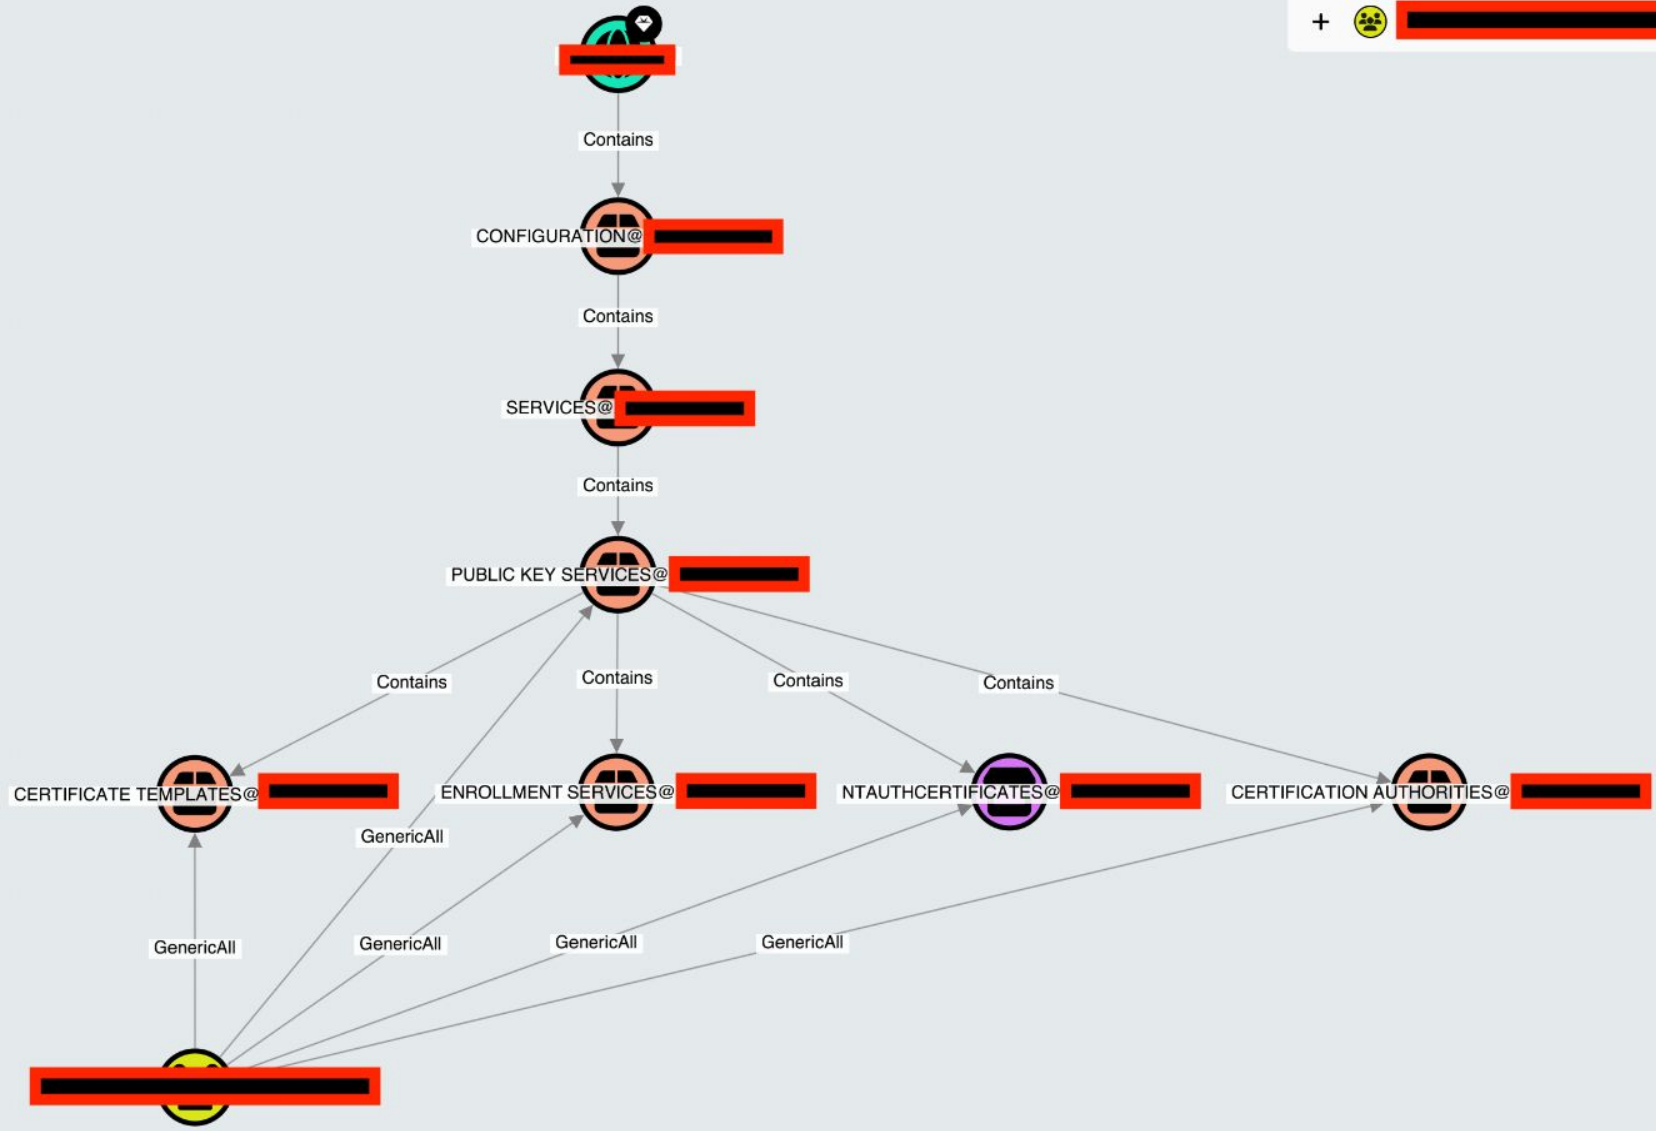 +
Contains
CONFIGURATION@
Contains
SERVICES@
Contains
PUBLIC KEY SERVICES@
Contains
Contains
Contains
Contains
CERTIFICATE TEMPLATES@
ENROLLMENT SERVICES@
NTAUTHCERTIFICATES@
CERTIFICATION AUTHORITIES@
GenericAll
GenericAll
GenericAll
GenericAll
GenericAll